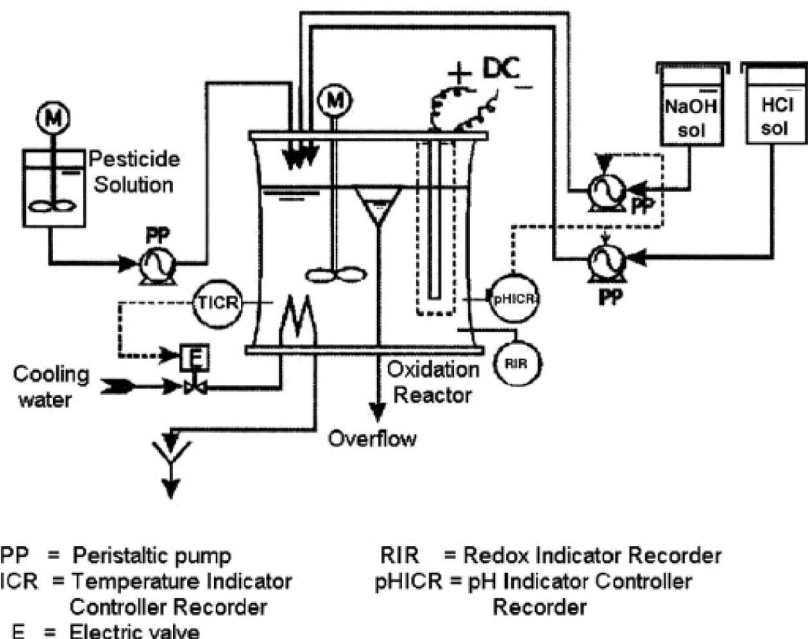 + DC -
M
M
NaOH
sol
HCl
sol
Pesticide
Solution
PP
PP
PP
TICR
pHICR
E
RIR
Cooling
water
Oxidation
Reactor
Overflow
PP = Peristaltic pump
RIR = Redox Indicator Recorder
ICR = Temperature Indicator
Controller Recorder
pHICR = pH Indicator Controller
Recorder
E = Electric valve